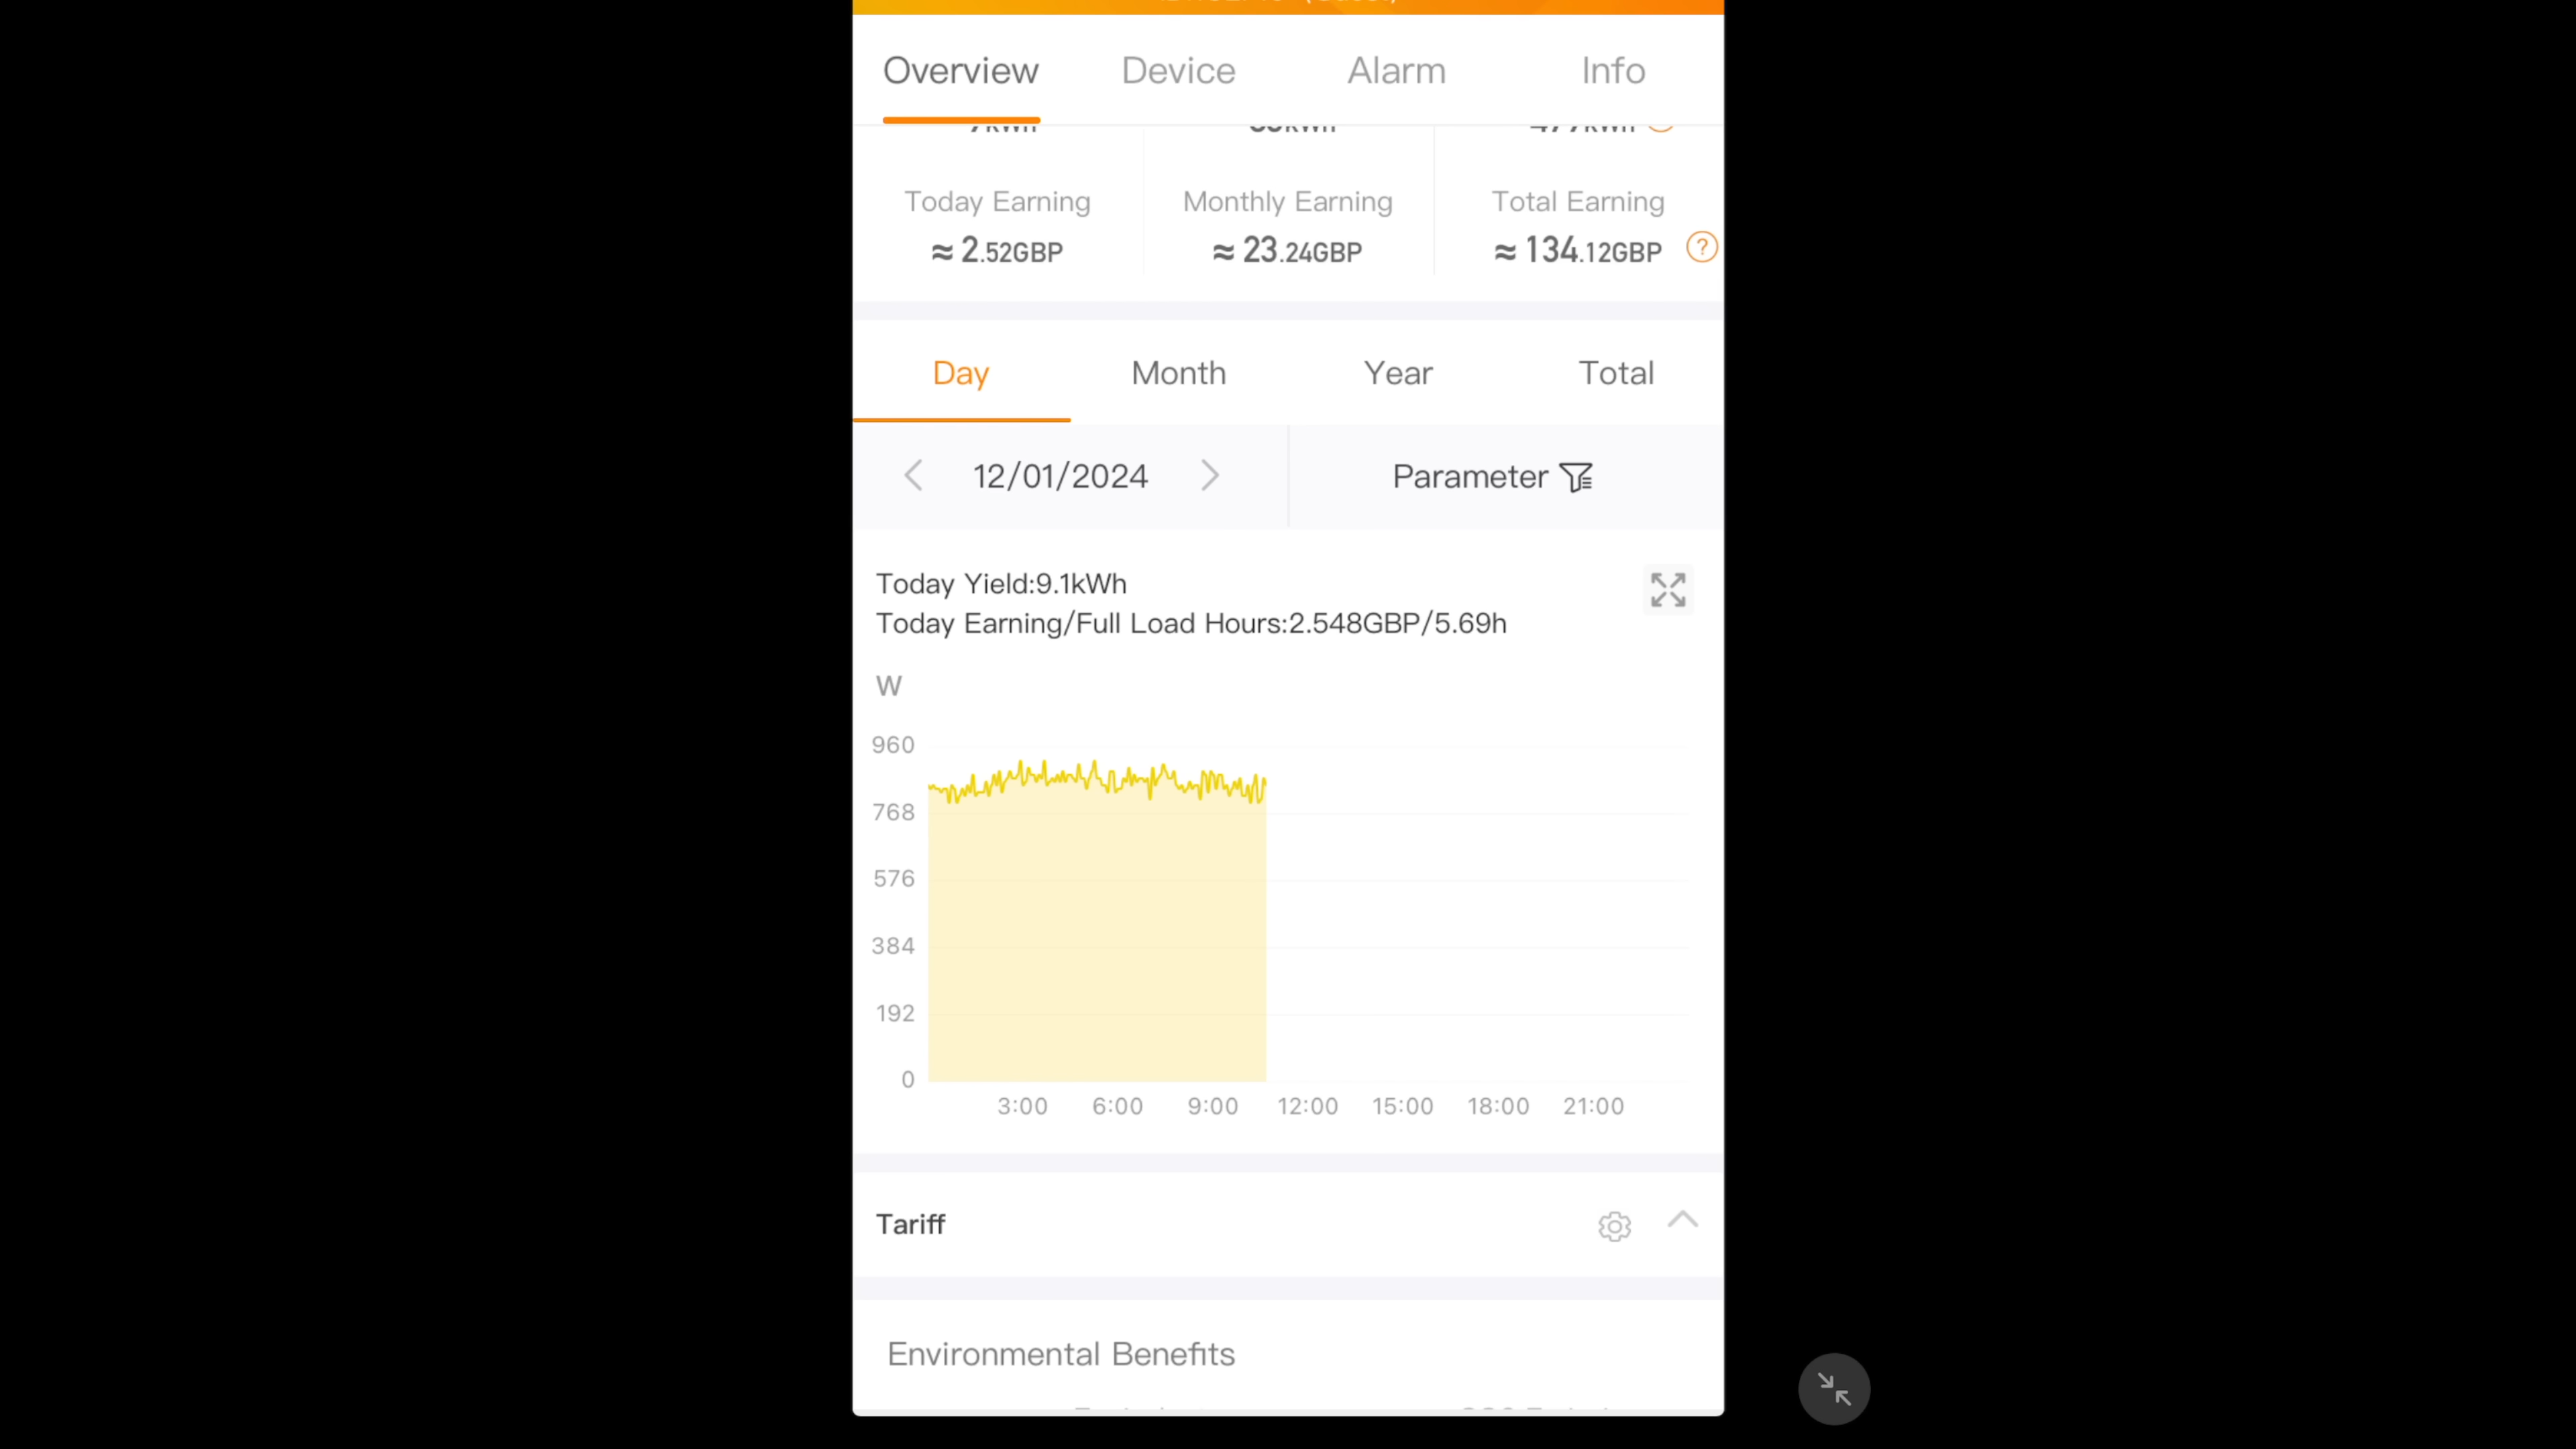 Overview Device Alarm Info
Today Earning Monthly Earning Total Earning
≈ 2.52GBP ≈ 23.24GBP ≈ 134.12GBP ?
Day Month Year Total
12/01/2024 Parameter
Today Yield:9.1kWh
Today Earning/Full Load Hours:2.548GBP/5.69h
W
960
768
576
384
192
0
3:00 6:00 9:00 12:00 15:00 18:00 21:00
Tariff
Environmental Benefits